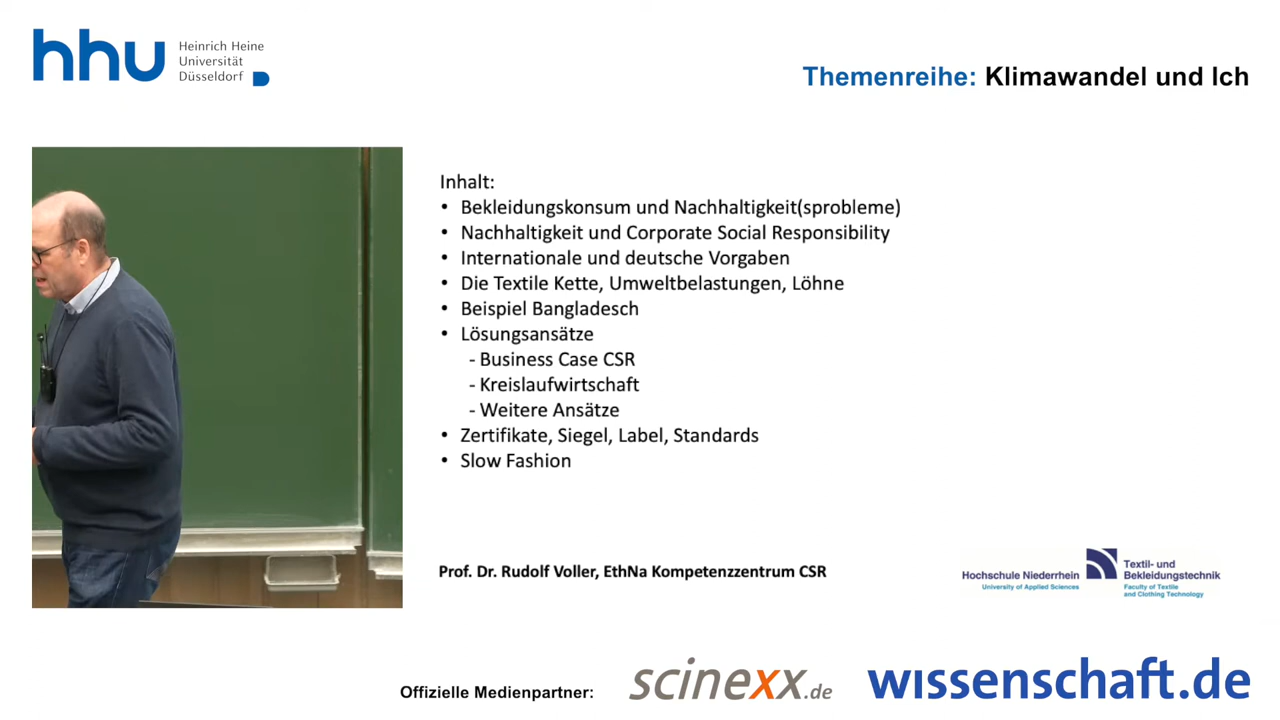 hhu Heinrich Heine
Universität
Düsseldorf
Themenreihe: Klimawandel und Ich
Inhalt:
• Bekleidungskonsum und Nachhaltigkeit(sprobleme)
• Nachhaltigkeit und Corporate Social Responsibility
• Internationale und deutsche Vorgaben
• Die Textile Kette, Umweltbelastungen, Löhne
• Beispiel Bangladesch
• Lösungsansätze
- Business Case CSR
- Kreislaufwirtschaft
- Weitere Ansätze
• Zertifikate, Siegel, Label, Standards
• Slow Fashion
Prof. Dr. Rudolf Voller, EthNa Kompetenzzentrum CSR
Hochschule Niederrhein
University of Applied Sciences
Textil- und
Bekleidungstechnik
Faculty of Textile
and Clothing Technology
Offizielle Medienpartner:
scinexx.de
wissenschaft.de